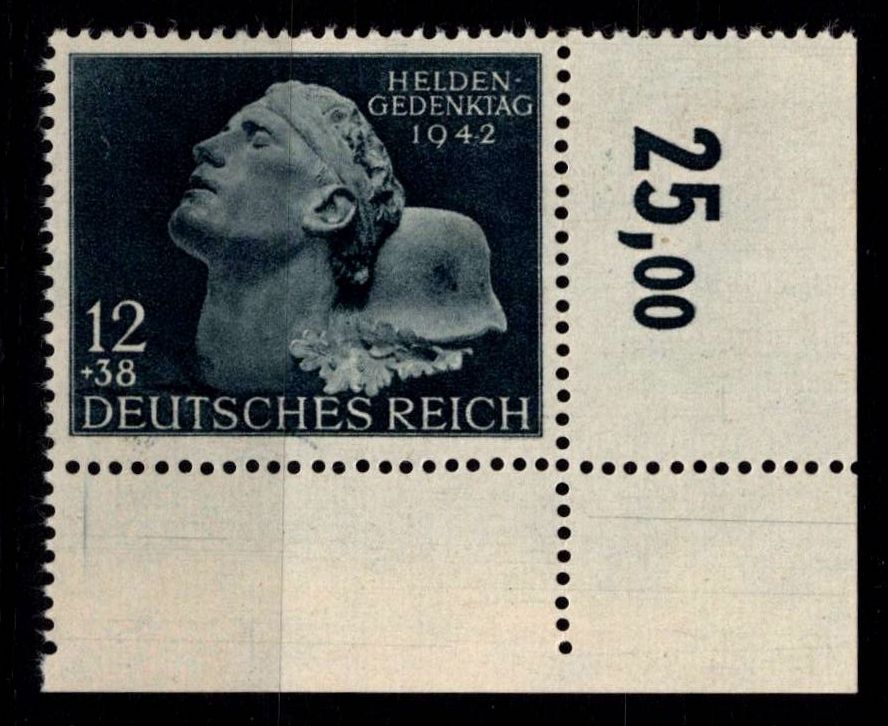 HELDEN-
GEDENKTAG
1942
12
+38
DEUTSCHES REICH
25,00